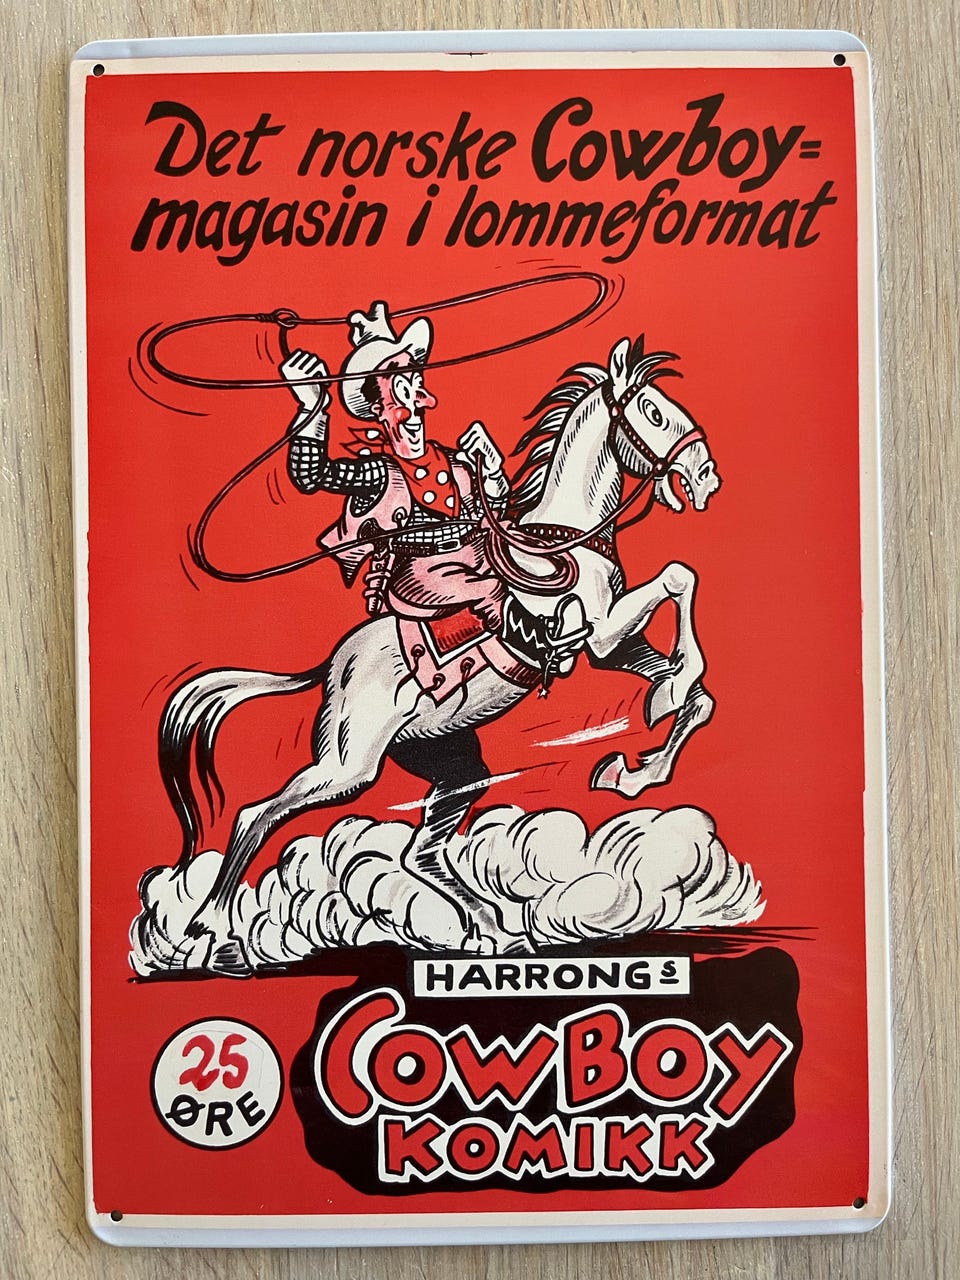 Det norske Cowboy=
magasin i lommeformat
HARRONGS
COWBOY
KOMIKK
25
ØRE